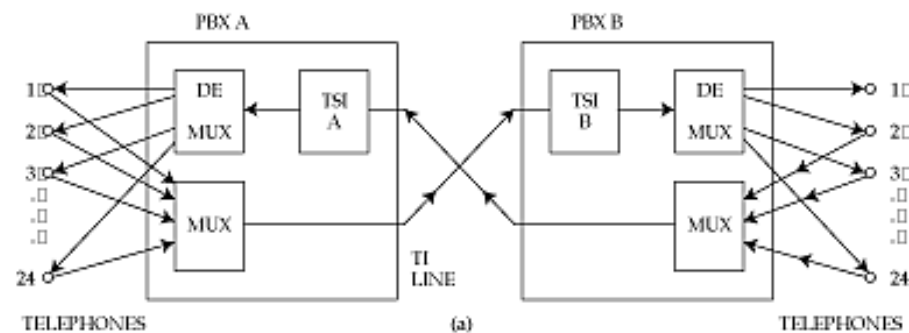 PBX A
PBX B
1
2
3
.
.
.
24
DE
MUX
TSI
A
MUX
TSI
B
DE
MUX
MUX
1
2
3
.
.
.
24
TI
LINE
TELEPHONES
(a)
TELEPHONES